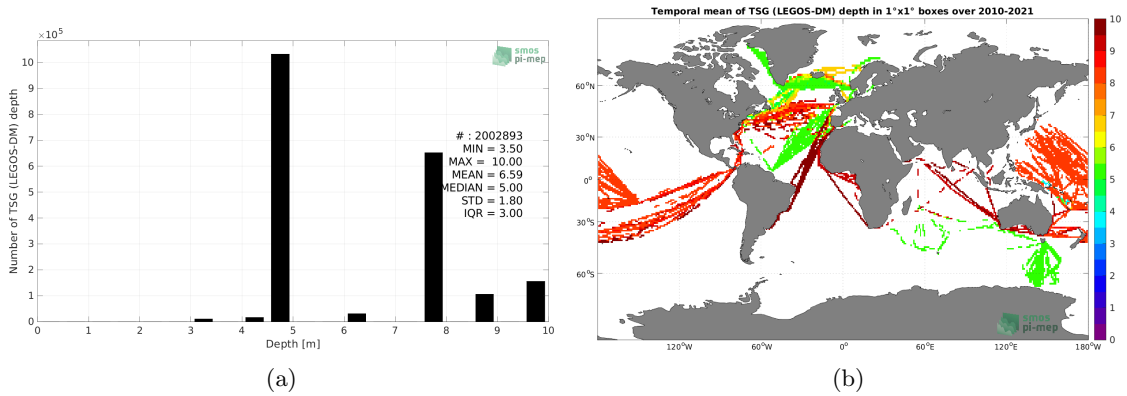 ×10⁵
10
9
8
7
6
5
4
3
2
1
0
Number of TSG (LEGOS-DM) depth
smos
pi-mep
# : 2002893
MIN = 3.50
MAX = 10.00
MEAN = 6.59
MEDIAN = 5.00
STD = 1.80
IQR = 3.00
0 1 2 3 4 5 6 7 8 9 10
Depth [m]
(a)
Temporal mean of TSG (LEGOS-DM) depth in 1°x1° boxes over 2010-2021
60°N
30°N
0°
30°S
60°S
120°W 60°W 0° 60°E 120°E 180°W
smos
pi-mep
10
9
8
7
6
5
4
3
2
1
0
(b)